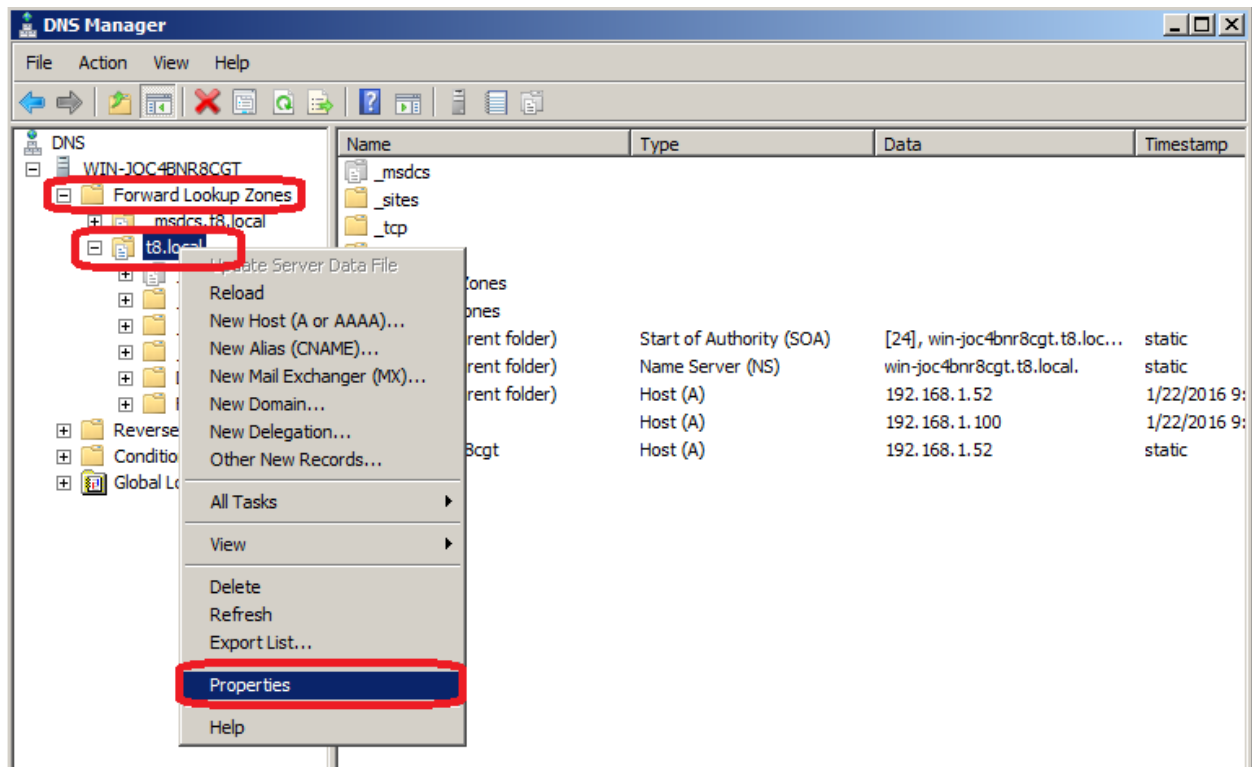 DNS Manager
File Action View Help
DNS
WIN-JOC4BNR8CGT
Forward Lookup Zones
_msdcs.t8.local
t8.local
Reverse
Conditio
Global Lo
Name Type Data Timestamp
_msdcs
_sites
_tcp
Zones
ones
rent folder) Start of Authority (SOA) [24], win-joc4bnr8cgt.t8.loc... static
rent folder) Name Server (NS) win-joc4bnr8cgt.t8.local. static
rent folder) Host (A) 192.168.1.52 1/22/2016 9:
Host (A) 192.168.1.100 1/22/2016 9:
8cgt Host (A) 192.168.1.52 static
Update Server Data File
Reload
New Host (A or AAAA)...
New Alias (CNAME)...
New Mail Exchanger (MX)...
New Domain...
New Delegation...
Other New Records...
All Tasks
View
Delete
Refresh
Export List...
Properties
Help